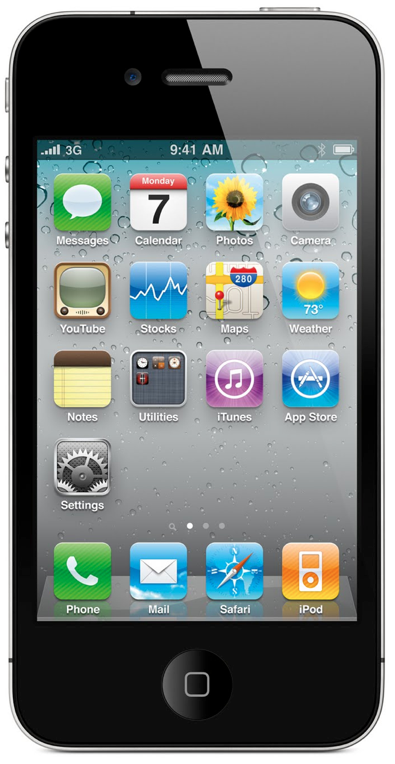 3G 9:41 AM
Monday
7
280
73°
Messages Calendar Photos Camera
YouTube Stocks Maps Weather
Notes Utilities iTunes App Store
Settings
Phone Mail Safari iPod